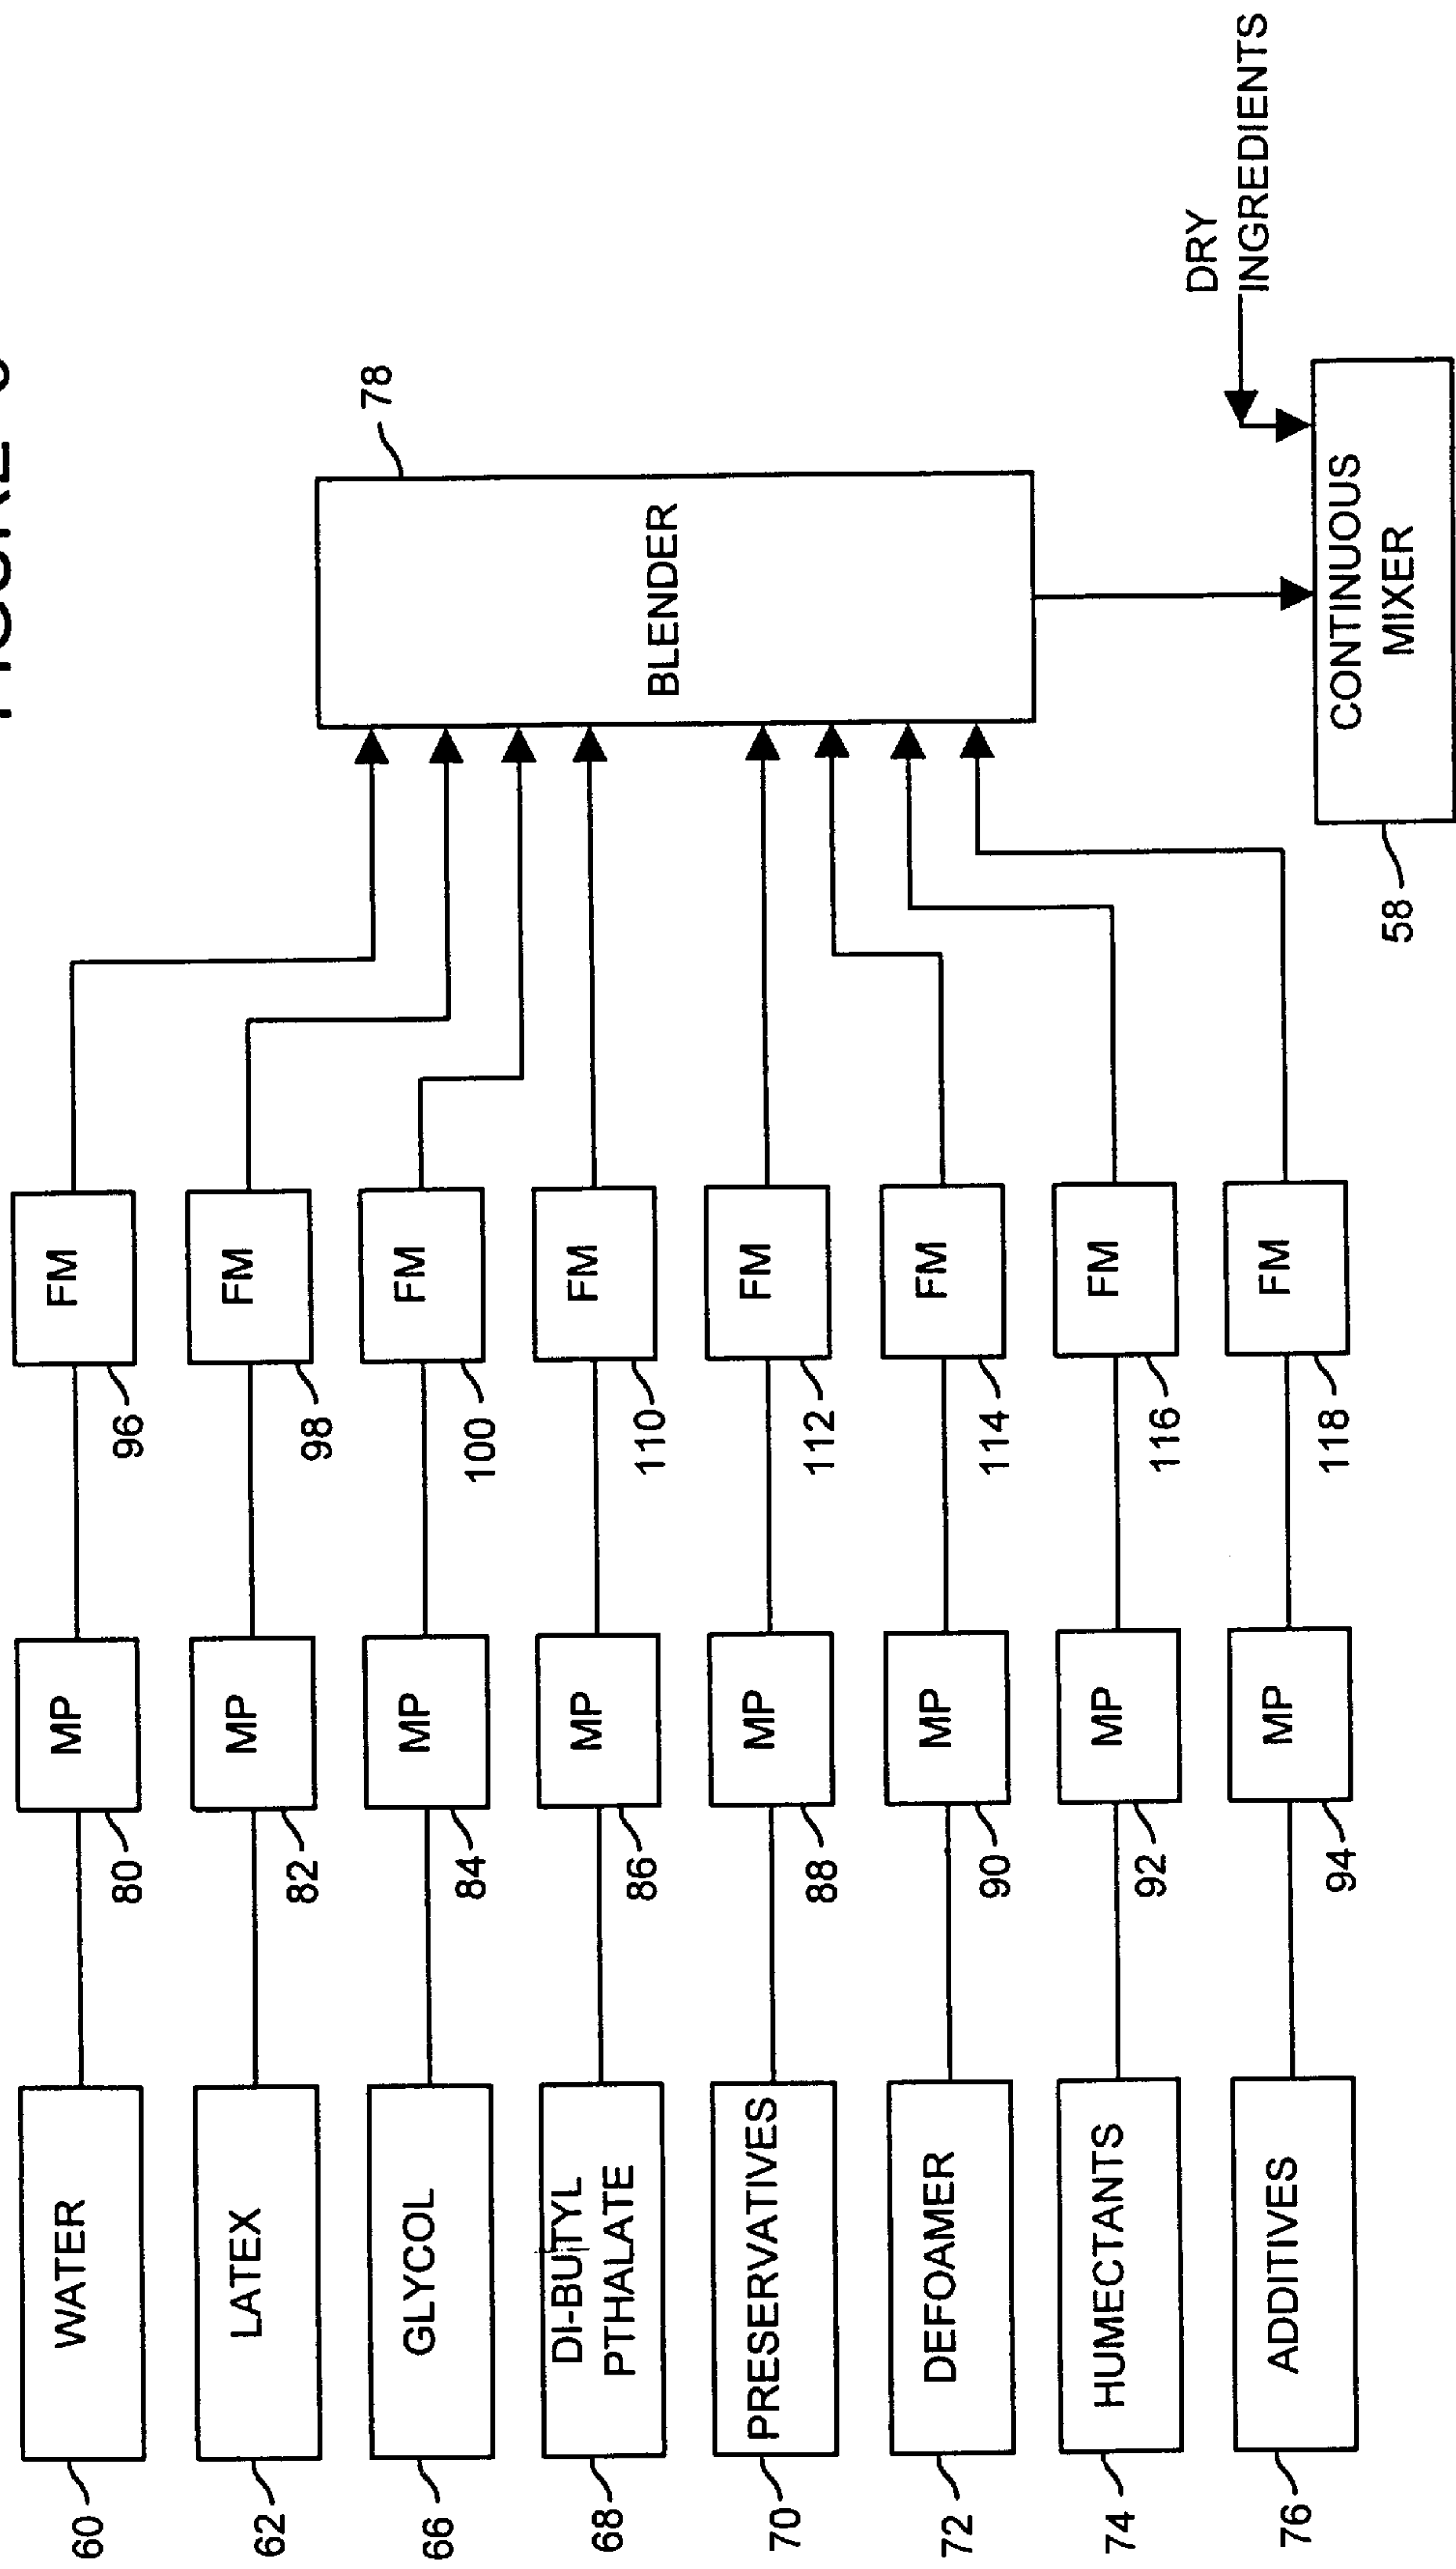 FIGURE
60
WATER
80
MP
96
FM
62
LATEX
82
MP
98
FM
66
GLYCOL
84
MP
100
FM
68
DI-BUTYL
PTHALATE
86
MP
110
FM
70
PRESERVATIVES
88
MP
112
FM
72
DEFOAMER
90
MP
114
FM
74
HUMECTANTS
92
MP
116
FM
76
ADDITIVES
94
MP
118
FM
78
BLENDER
DRY
INGREDIENTS
CONTINUOUS
MIXER
58